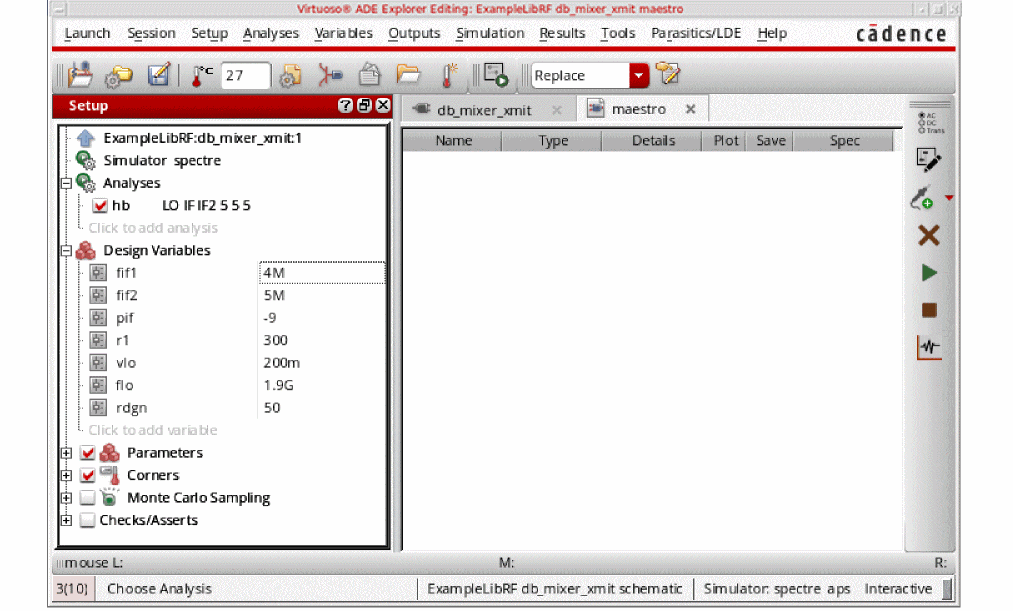 Virtuoso® ADE Explorer Editing: ExampleLibRF db_mixer_xmit maestro
Launch Session Setup Analyses Variables Outputs Simulation Results Tools Parasitics/LDE Help cādence
°C 27 Replace
Setup
db_mixer_xmit maestro
AC
DC
Trans
Name Type Details Plot Save Spec
ExampleLibRF:db_mixer_xmit:1
Simulator spectre
Analyses
hb LO IF IF2 5 5 5
Click to add analysis
Design Variables
fif1 4M
fif2 5M
pif -9
r1 300
vlo 200m
flo 1.9G
rdgn 50
Click to add variable
Parameters
Corners
Monte Carlo Sampling
Checks/Asserts
mouse L: M: R:
3(10) Choose Analysis ExampleLibRF db_mixer_xmit schematic Simulator: spectre aps Interactive